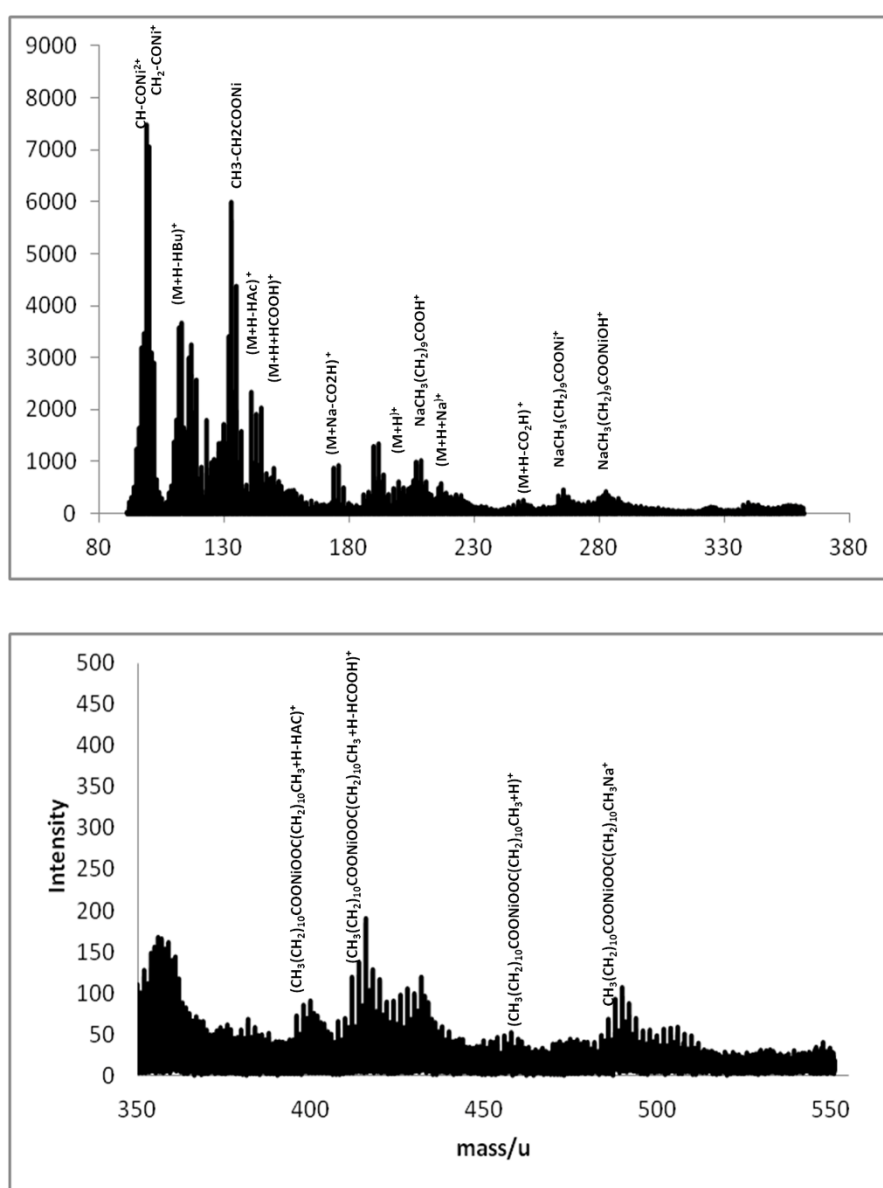 9000
8000
7000
6000
5000
4000
3000
2000
1000
0
CH-CONi²⁺
CH₂-CONi⁺
(M+H-HBu)⁺
CH3-CH2COONi
(M+H-HAc)⁺
(M+H+HCOOH)⁺
(M+Na-CO2H)⁺
(M+H)⁺
NaCH₃(CH₂)₉COOH⁺
(M+H+Na)⁺
(M+H-CO₂H)⁺
NaCH₃(CH₂)₉COONi⁺
NaCH₃(CH₂)₉COONiOH⁺
80 130 180 230 280 330 380
500
450
400
350
300
250
200
150
100
50
0
Intensity
(CH₃(CH₂)₁₀COONiOOC(CH₂)₁₀CH₃+H-HAC)⁺
(CH₃(CH₂)₁₀COONiOOC(CH₂)₁₀CH₃+H-HCOOH)⁺
(CH₃(CH₂)₁₀COONiOOC(CH₂)₁₀CH₃+H)⁺
CH₃(CH₂)₁₀COONiOOC(CH₂)₁₀CH₃Na⁺
350 400 450 500 550
mass/u